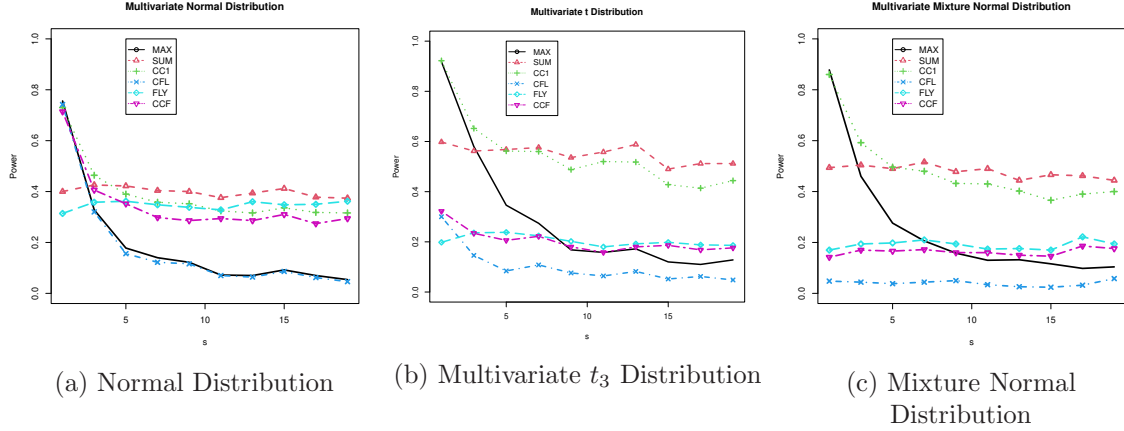 Multivariate Normal Distribution
Power
1.0
0.8
0.6
0.4
0.2
0.0
MAX
SUM
CC1
CFL
FLY
CCF
5
10
15
s
(a) Normal Distribution
Multivariate t Distribution
Power
1.0
0.8
0.6
0.4
0.2
0.0
MAX
SUM
CC1
CFL
FLY
CCF
5
10
15
s
(b) Multivariate t₃ Distribution
Multivariate Mixture Normal Distribution
Power
1.0
0.8
0.6
0.4
0.2
0.0
MAX
SUM
CC1
CFL
FLY
CCF
5
10
15
s
(c) Mixture Normal
Distribution